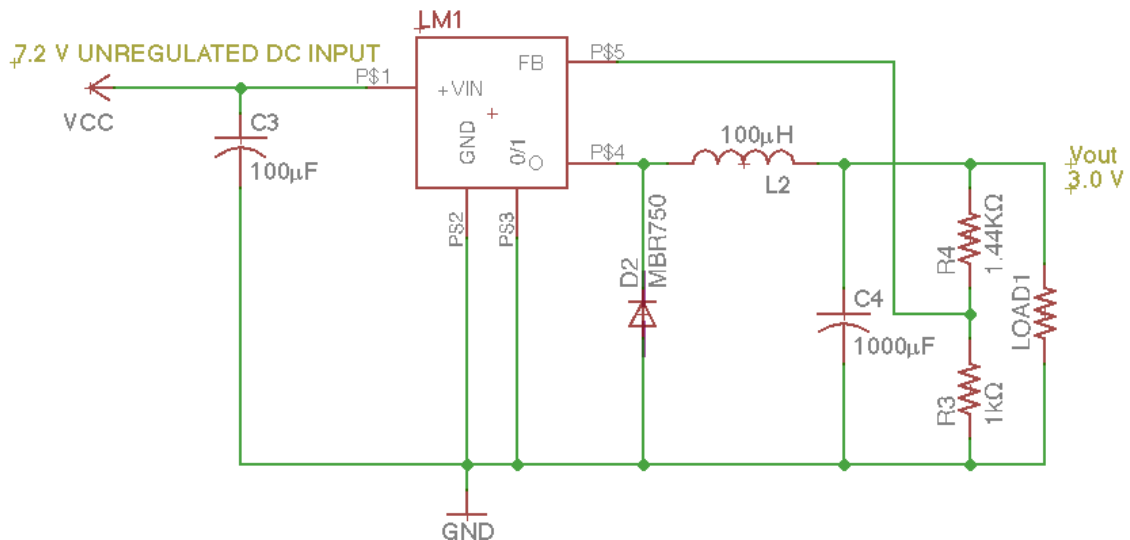 LM1
7.2 V UNREGULATED DC INPUT
P$1
P$5
FB
+VIN
VCC
C3
100µF
GND
0/1
O
P$4
100µH
L2
Vout
3.0 V
P$2
P$3
D2
MBR750
R4
1.44KΩ
C4
1000µF
LOAD1
R3
1kΩ
GND